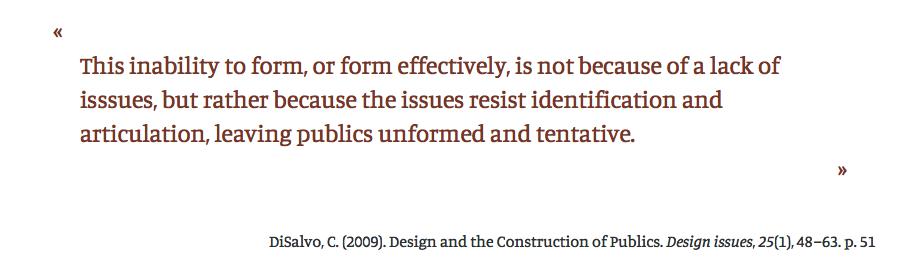 «
This inability to form, or form effectively, is not because of a lack of
isssues, but rather because the issues resist identification and
articulation, leaving publics unformed and tentative.
»
DiSalvo, C. (2009). Design and the Construction of Publics. Design issues, 25(1), 48–63. p. 51